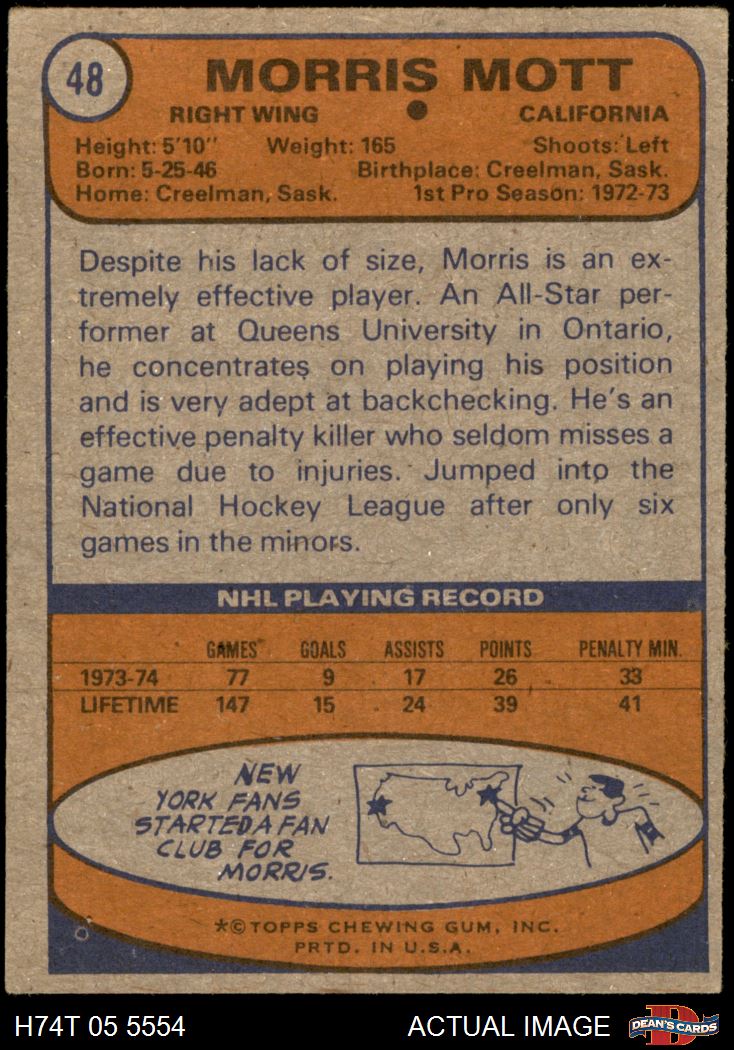 48
MORRIS MOTT
RIGHT WING ● CALIFORNIA
Height: 5'10" Weight: 165 Shoots: Left
Born: 5-25-46 Birthplace: Creelman, Sask.
Home: Creelman, Sask. 1st Pro Season: 1972-73
Despite his lack of size, Morris is an ex-
tremely effective player. An All-Star per-
former at Queens University in Ontario,
he concentrates on playing his position
and is very adept at backchecking. He's an
effective penalty killer who seldom misses a
game due to injuries. Jumped into the
National Hockey League after only six
games in the minors.
NHL PLAYING RECORD
GAMES GOALS ASSISTS POINTS PENALTY MIN.
1973-74 77 9 17 26 33
LIFETIME 147 15 24 39 41
NEW
YORK FANS
STARTED A FAN
CLUB FOR
MORRIS.
*© TOPPS CHEWING GUM, INC.
PRTD. IN U.S.A.
H74T 05 5554 ACTUAL IMAGE D DEAN'S CARDS